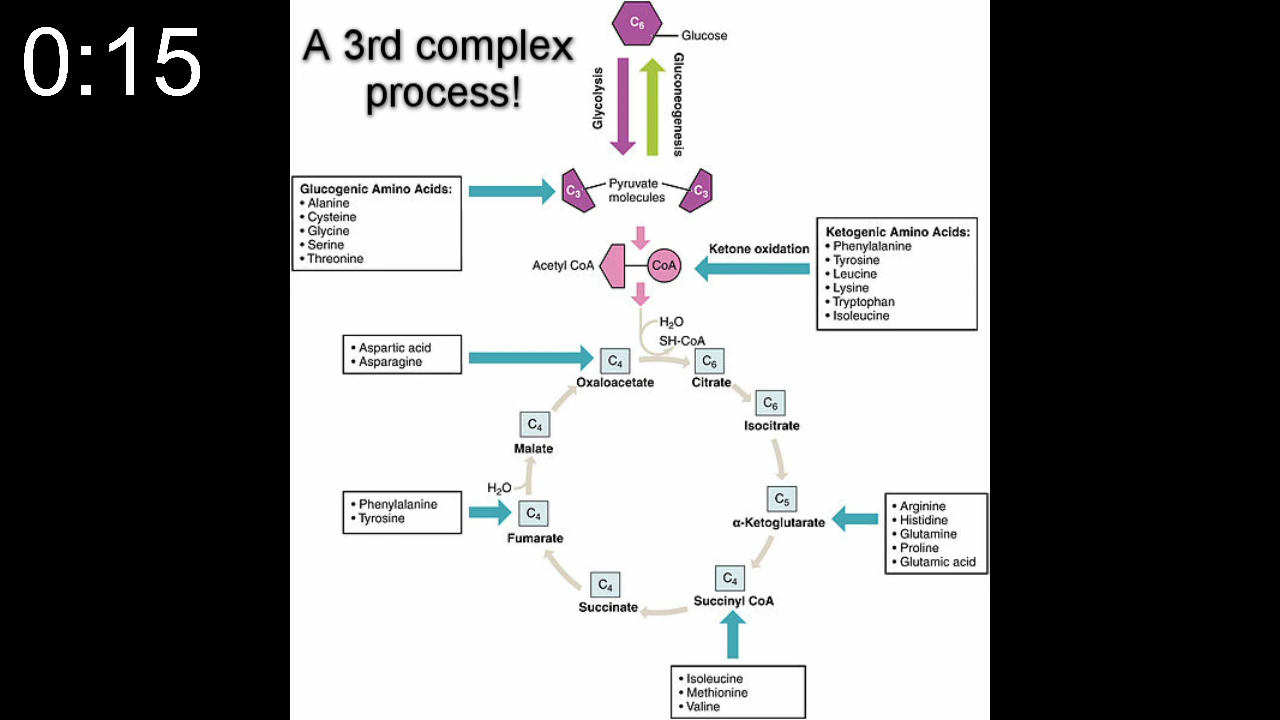 0:15
A 3rd complex
process!
C6
Glucose
Glycolysis
Gluconeogenesis
C3
Pyruvate
molecules
C3
Glucogenic Amino Acids:
• Alanine
• Cysteine
• Glycine
• Serine
• Threonine
Acetyl CoA
CoA
Ketone oxidation
Ketogenic Amino Acids:
• Phenylalanine
• Tyrosine
• Leucine
• Lysine
• Tryptophan
• Isoleucine
H2O
SH-CoA
• Aspartic acid
• Asparagine
C4
Oxaloacetate
C6
Citrate
C6
Isocitrate
C4
Malate
H2O
• Phenylalanine
• Tyrosine
C4
Fumarate
C5
α-Ketoglutarate
• Arginine
• Histidine
• Glutamine
• Proline
• Glutamic acid
C4
Succinate
C4
Succinyl CoA
• Isoleucine
• Methionine
• Valine